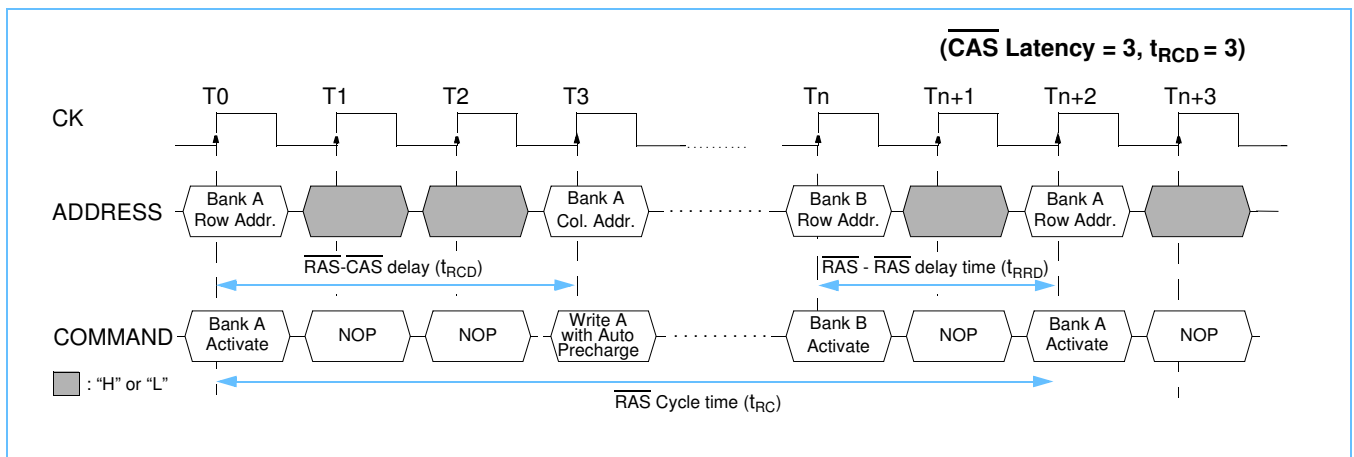 (CAS Latency = 3, tRCD = 3)
T0 T1 T2 T3 Tn Tn+1 Tn+2 Tn+3
CK
ADDRESS
Bank A
Row Addr.
Bank A
Col. Addr.
Bank B
Row Addr.
Bank A
Row Addr.
RAS-CAS delay (tRCD)
RAS - RAS delay time (tRRD)
COMMAND
Bank A
Activate
NOP
NOP
Write A
with Auto
Precharge
Bank B
Activate
NOP
Bank A
Activate
NOP
: “H” or “L”
RAS Cycle time (tRC)